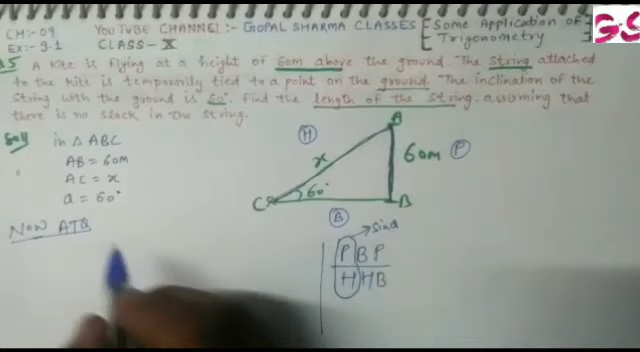 CH:-09 YouTube CHANNEL:- GOPAL SHARMA CLASSES [Some Application of
Ex:-9.1 CLASS-X [Trigonometry
GS
5 A kite is flying at a height of 60m above the ground. The string attached
to the kite is temporarily tied to a point on the ground The inclination of the
string with the ground is 60°. find the length of the string. assuming that
there is no slack in the string.
Soln in △ ABC
AB = 60m
AC = x
a = 60°
Now ATQ
A
H
x
60m P
60°
C B
B
sinθ
P B P
H H B